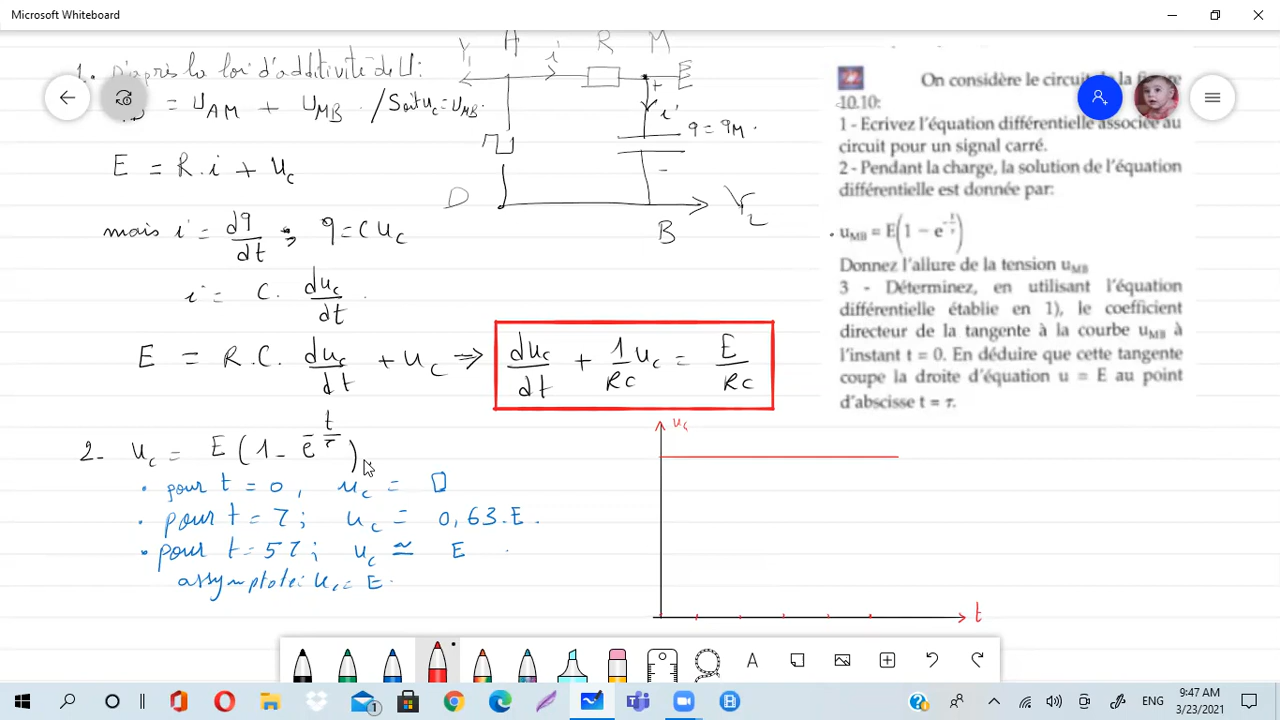 Microsoft Whiteboard
1. D'après la loi d'additivité de U:
= U_AM + U_MB . / Soit u_c = U_MB.
E = R.i + u_c
mais i = dq/dt ; q = C u_c
i = C. du_c/dt .
E = R.C. du_c/dt + u_c ⇒ du_c/dt + 1/RC u_c = E/RC
2- u_c = E(1 - e^-t/τ)
. pour t = 0, u_c = 0
. pour t = τ; u_c = 0,63.E .
. pour t = 5τ; u_c ≃ E
assymptote: u_c = E.
Y₁ A i R M E
+
i
q = q_M .
-
D
B
Y₂
On considère le circuit de la figure
10.10:
1 - Ecrivez l'équation différentielle associée au
circuit pour un signal carré.
2 - Pendant la charge, la solution de l'équation
différentielle est donnée par:
. u_MB = E(1 - e^-t/τ)
Donnez l'allure de la tension u_MB
3 - Déterminez, en utilisant l'équation
différentielle établie en 1), le coefficient
directeur de la tangente à la courbe u_MB à
l'instant t = 0. En déduire que cette tangente
coupe la droite d'équation u = E au point
d'abscisse t = τ.
u_c
t
A
ENG
9:47 AM
3/23/2021